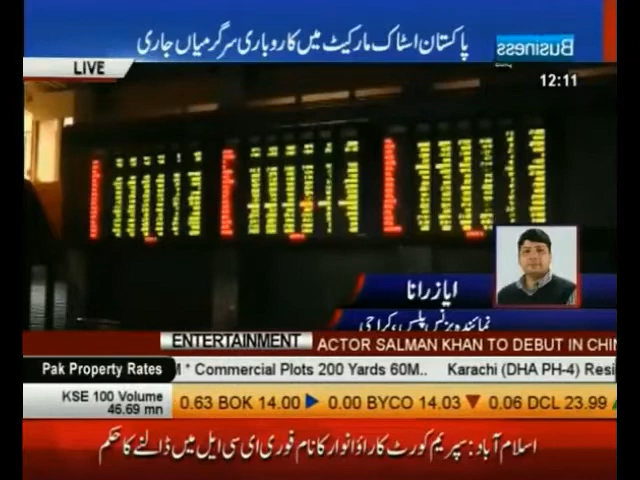 پاکستان اسٹاک مارکیٹ میں کاروباری سرگرمیاں جاری
Business
LIVE
12:11
ایاز رانا
نمائندہ بزنس پلس، کراچی
ENTERTAINMENT ACTOR SALMAN KHAN TO DEBUT IN CHIN
Pak Property Rates * Commercial Plots 200 Yards 60M.. Karachi (DHA PH-4) Resi
KSE 100 Volume
46.69 mn
0.63 BOK 14.00 ▶ 0.00 BYCO 14.03 ▼ 0.06 DCL 23.99
اسلام آباد: سپریم کورٹ کا راؤ انوار کا نام فوری ای سی ایل میں ڈالنے کا حکم